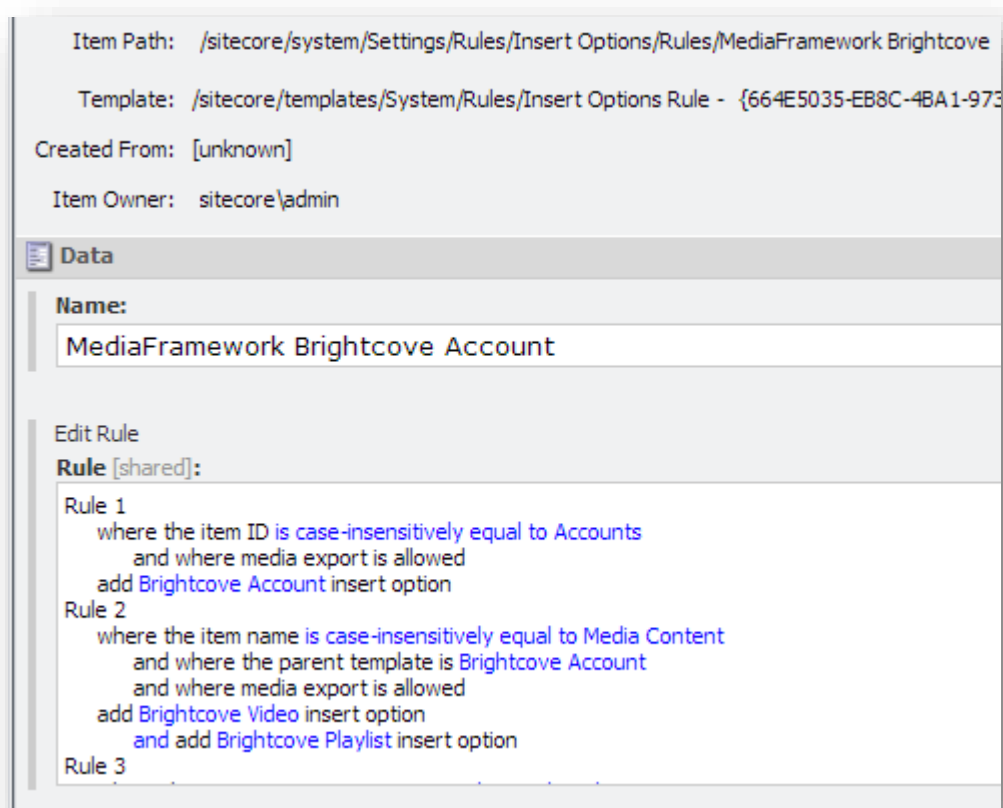 Item Path: /sitecore/system/Settings/Rules/Insert Options/Rules/MediaFramework Brightcove
Template: /sitecore/templates/System/Rules/Insert Options Rule - {664E5035-EB8C-4BA1-973
Created From: [unknown]
Item Owner: sitecore\admin
Data
Name:
MediaFramework Brightcove Account
Edit Rule
Rule [shared]:
Rule 1
where the item ID is case-insensitively equal to Accounts
and where media export is allowed
add Brightcove Account insert option
Rule 2
where the item name is case-insensitively equal to Media Content
and where the parent template is Brightcove Account
and where media export is allowed
add Brightcove Video insert option
and add Brightcove Playlist insert option
Rule 3